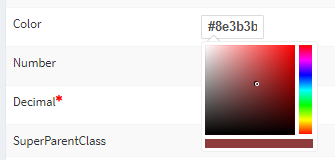 Color #8e3b3b
Number
Decimal*
SuperParentClass